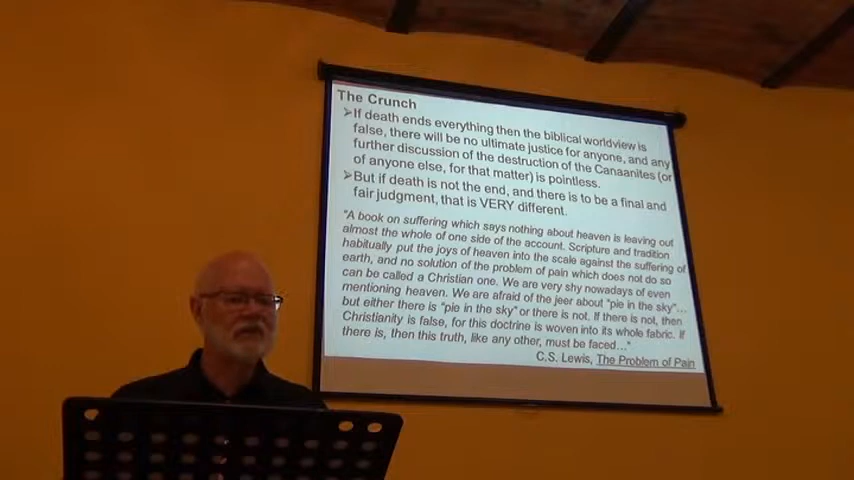 The Crunch
➢If death ends everything then the biblical worldview is
false, there will be no ultimate justice for anyone, and any
further discussion of the destruction of the Canaanites (or
of anyone else, for that matter) is pointless.
➢But if death is not the end, and there is to be a final and
fair judgment, that is VERY different.
"A book on suffering which says nothing about heaven is leaving out
almost the whole of one side of the account. Scripture and tradition
habitually put the joys of heaven into the scale against the suffering of
earth, and no solution of the problem of pain which does not do so
can be called a Christian one. We are very shy nowadays of even
mentioning heaven. We are afraid of the jeer about "pie in the sky"...
but either there is "pie in the sky" or there is not. If there is not, then
Christianity is false, for this doctrine is woven into its whole fabric. If
there is, then this truth, like any other, must be faced..."
C.S. Lewis, The Problem of Pain